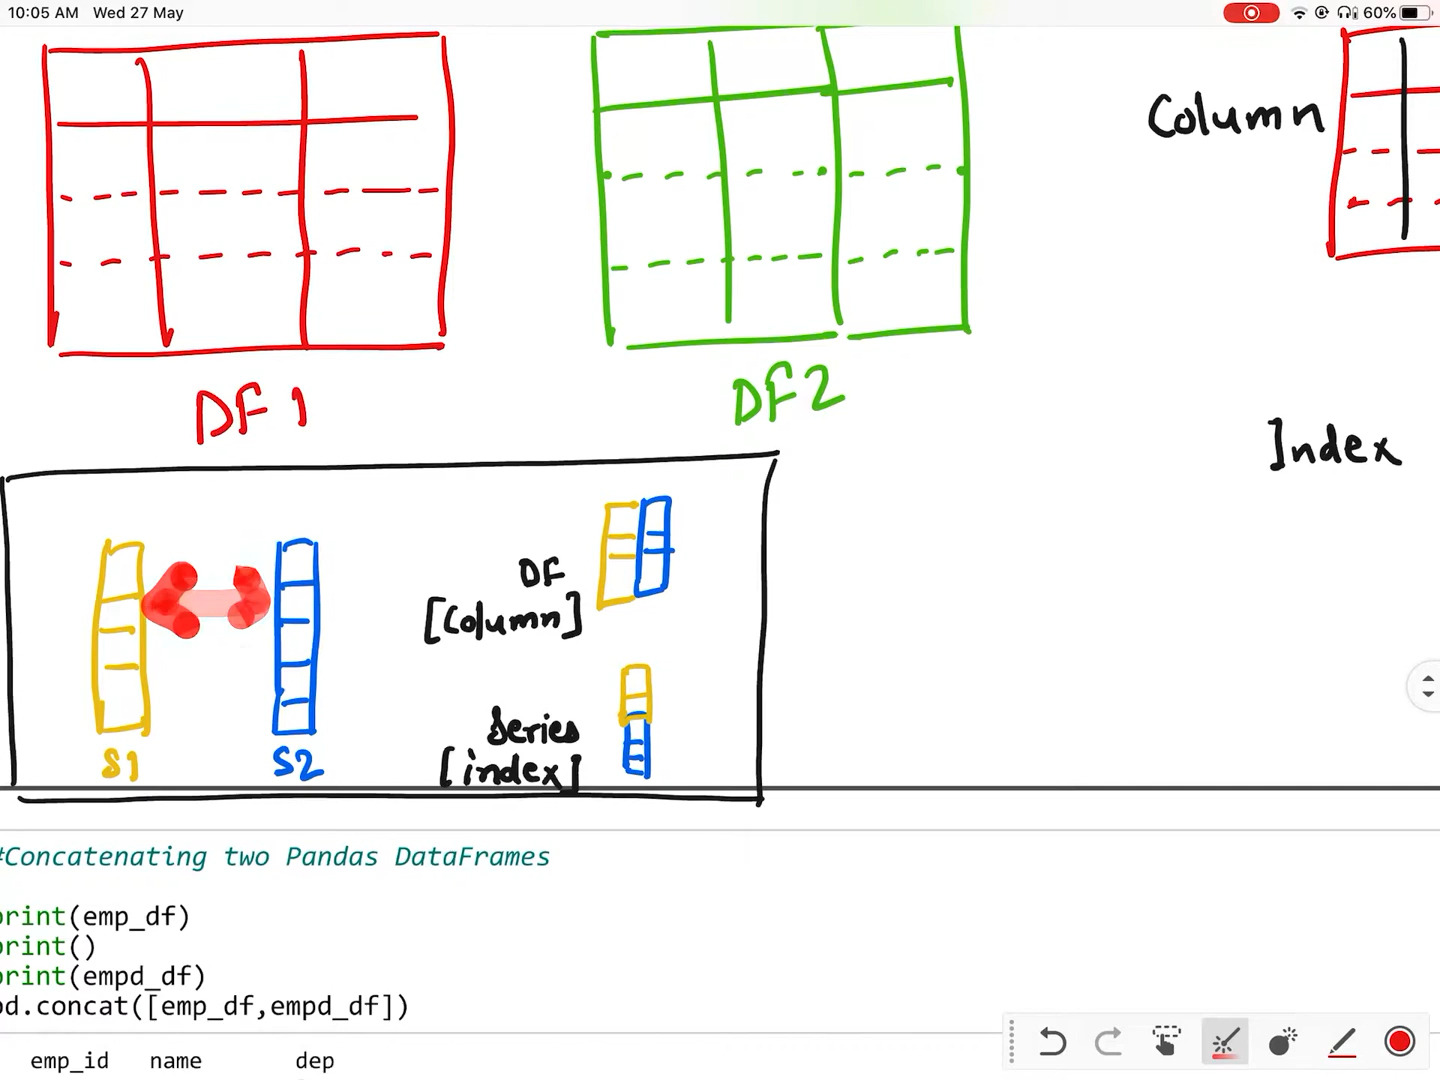 10:05 AM Wed 27 May
60%
Column
DF 1
DF2
Index
DF
[Column]
Series
[index]
S1
S2
#Concatenating two Pandas DataFrames
print(emp_df)
print()
print(empd_df)
pd.concat([emp_df,empd_df])
emp_id name dep